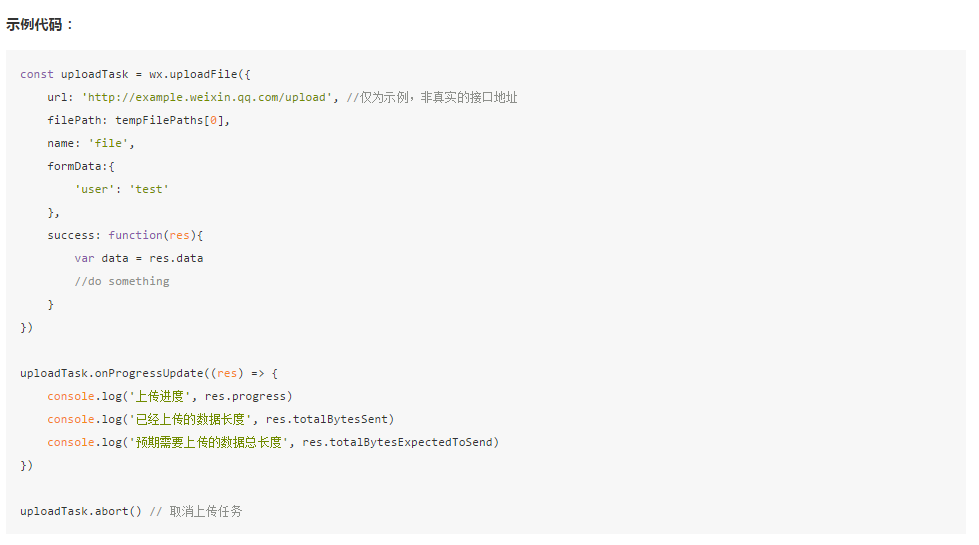 示例代码：
const uploadTask = wx.uploadFile({
    url: 'http://example.weixin.qq.com/upload', //仅为示例，非真实的接口地址
    filePath: tempFilePaths[0],
    name: 'file',
    formData:{
        'user': 'test'
    },
    success: function(res){
        var data = res.data
        //do something
    }
})

uploadTask.onProgressUpdate((res) => {
    console.log('上传进度', res.progress)
    console.log('已经上传的数据长度', res.totalBytesSent)
    console.log('预期需要上传的数据总长度', res.totalBytesExpectedToSend)
})

uploadTask.abort() // 取消上传任务